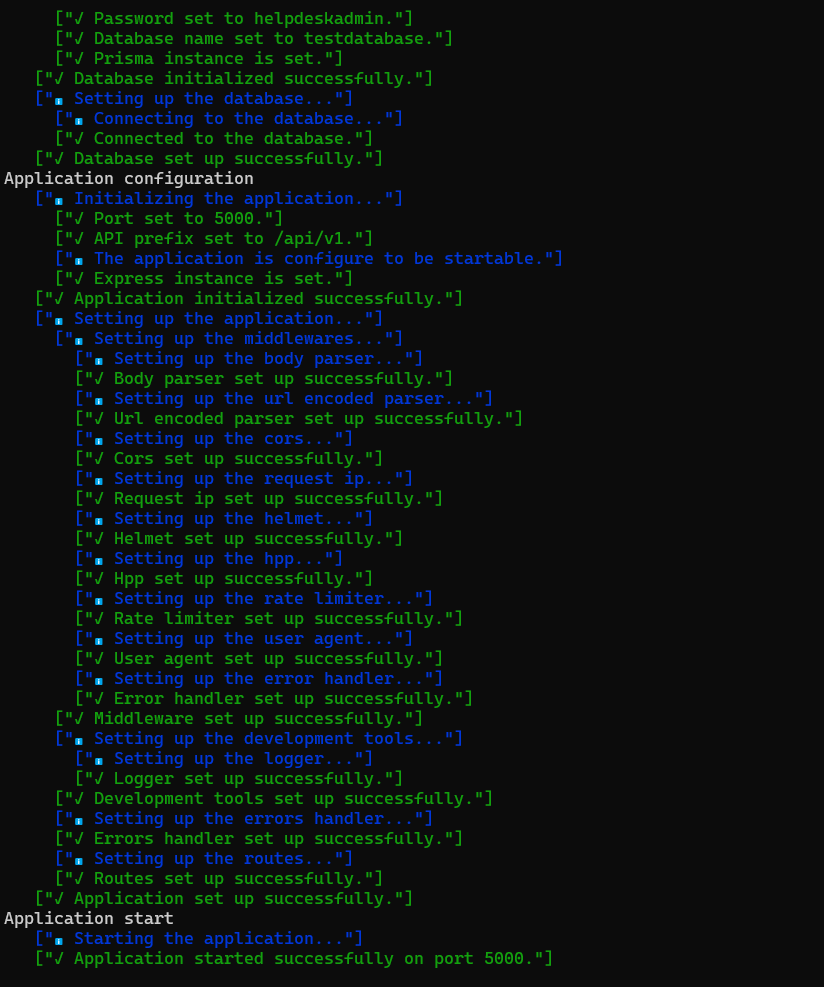 ["√ Password set to helpdeskadmin."]
["√ Database name set to testdatabase."]
["√ Prisma instance is set."]
["√ Database initialized successfully."]
["ℹ Setting up the database..."]
["ℹ Connecting to the database..."]
["√ Connected to the database."]
["√ Database set up successfully."]
Application configuration
["ℹ Initializing the application..."]
["√ Port set to 5000."]
["√ API prefix set to /api/v1."]
["ℹ The application is configure to be startable."]
["√ Express instance is set."]
["√ Application initialized successfully."]
["ℹ Setting up the application..."]
["ℹ Setting up the middlewares..."]
["ℹ Setting up the body parser..."]
["√ Body parser set up successfully."]
["ℹ Setting up the url encoded parser..."]
["√ Url encoded parser set up successfully."]
["ℹ Setting up the cors..."]
["√ Cors set up successfully."]
["ℹ Setting up the request ip..."]
["√ Request ip set up successfully."]
["ℹ Setting up the helmet..."]
["√ Helmet set up successfully."]
["ℹ Setting up the hpp..."]
["√ Hpp set up successfully."]
["ℹ Setting up the rate limiter..."]
["√ Rate limiter set up successfully."]
["ℹ Setting up the user agent..."]
["√ User agent set up successfully."]
["ℹ Setting up the error handler..."]
["√ Error handler set up successfully."]
["√ Middleware set up successfully."]
["ℹ Setting up the development tools..."]
["ℹ Setting up the logger..."]
["√ Logger set up successfully."]
["√ Development tools set up successfully."]
["ℹ Setting up the errors handler..."]
["√ Errors handler set up successfully."]
["ℹ Setting up the routes..."]
["√ Routes set up successfully."]
["√ Application set up successfully."]
Application start
["ℹ Starting the application..."]
["√ Application started successfully on port 5000."]